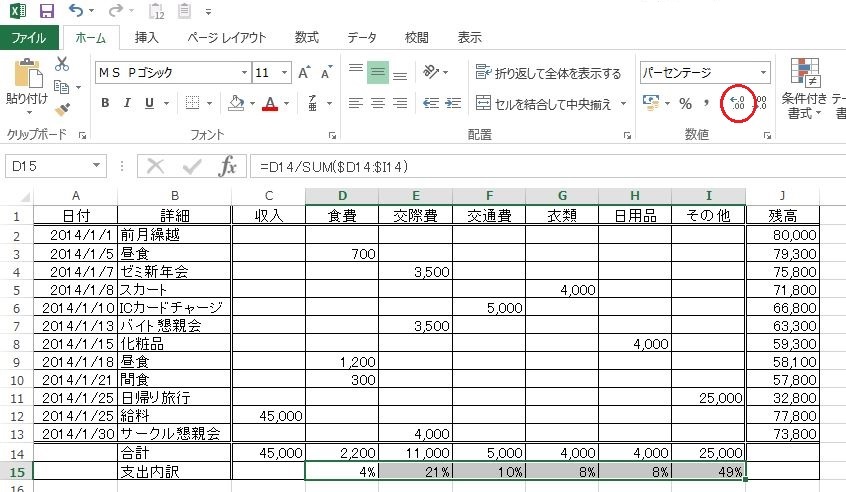 ファイル ホーム 挿入 ページ レイアウト 数式 データ 校閲 表示
貼り付け
クリップボード
ＭＳ Ｐゴシック 11
B I U
フォント
折り返して全体を表示する
セルを結合して中央揃え
配置
パーセンテージ
% ,
数値
条件付き
書式
D15 fx =D14/SUM($D14:$I14)
A B C D E F G H I J
1 日付 詳細 収入 食費 交際費 交通費 衣類 日用品 その他 残高
2 2014/1/1 前月繰越 80,000
3 2014/1/5 昼食 700 79,300
4 2014/1/7 ゼミ新年会 3,500 75,800
5 2014/1/8 スカート 4,000 71,800
6 2014/1/10 ICカードチャージ 5,000 66,800
7 2014/1/13 バイト懇親会 3,500 63,300
8 2014/1/15 化粧品 4,000 59,300
9 2014/1/18 昼食 1,200 58,100
10 2014/1/21 間食 300 57,800
11 2014/1/25 日帰り旅行 25,000 32,800
12 2014/1/25 給料 45,000 77,800
13 2014/1/30 サークル懇親会 4,000 73,800
14 合計 45,000 2,200 11,000 5,000 4,000 4,000 25,000
15 支出内訳 4% 21% 10% 8% 8% 49%